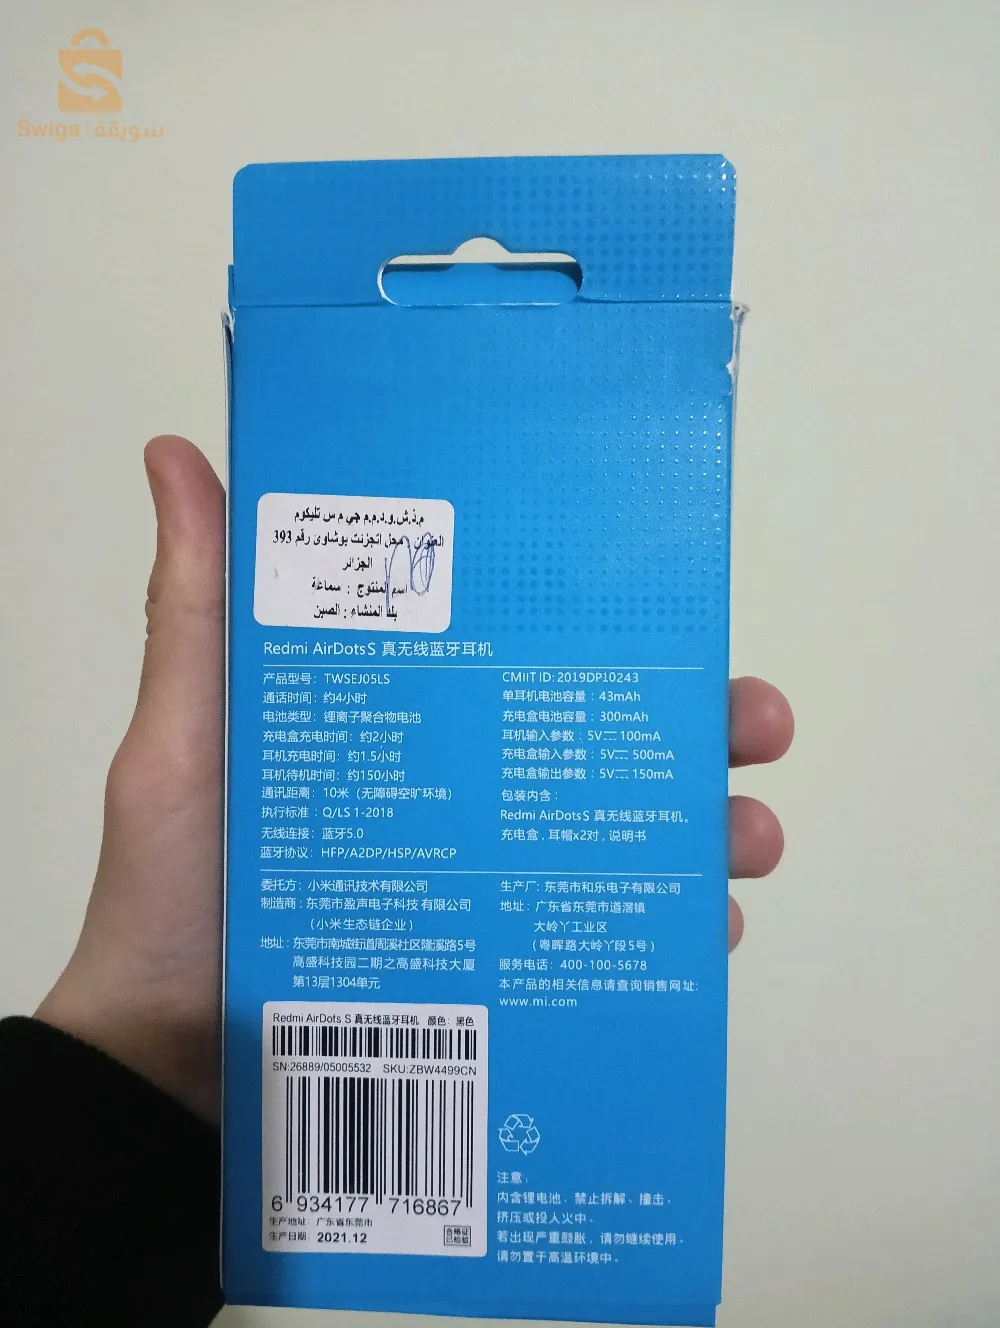 Swiga | سويقة
م.ذ.ش.و.د.م.م جي م س تليكوم
العنوان : محل اتجزئت بوشاوى رقم 393
الجزائر
اسم المنتوج : سماعة
بلد المنشاء : الصين
Redmi AirDotsS 真无线蓝牙耳机
产品型号: TWSEJ05LS
通话时间: 约4小时
电池类型: 锂离子聚合物电池
充电盒充电时间: 约2小时
耳机充电时间: 约1.5小时
耳机待机时间: 约150小时
通讯距离: 10米（无障碍空旷环境）
执行标准: Q/LS 1-2018
无线连接: 蓝牙5.0
蓝牙协议: HFP/A2DP/HSP/AVRCP
CMIIT ID: 2019DP10243
单耳机电池容量: 43mAh
充电盒电池容量: 300mAh
耳机输入参数: 5V⎓100mA
充电盒输入参数: 5V⎓500mA
充电盒输出参数: 5V⎓150mA
包装内含:
Redmi AirDotsS 真无线蓝牙耳机。
充电盒, 耳帽x2对, 说明书
委托方: 小米通讯技术有限公司
制造商: 东莞市盈声电子科技有限公司
（小米生态链企业）
地址: 东莞市南城街道周溪社区隆溪路5号
高盛科技园二期之高盛科技大厦
第13层1304单元
生产厂: 东莞市和乐电子有限公司
地址: 广东省东莞市道滘镇
大岭丫工业区
（粤晖路大岭丫段5号）
服务电话: 400-100-5678
本产品的相关信息请查询销售网址:
www.mi.com
Redmi AirDots S 真无线蓝牙耳机 颜色: 黑色
SN:26889/05005532 SKU:ZBW4499CN
6 934177 716867
生产地址: 广东省东莞市
生产日期: 2021.12
合格证
已检验
注意:
内含锂电池、禁止拆解、撞击、
挤压或投入火中。
若出现严重鼓胀, 请勿继续使用。
请勿置于高温环境中。